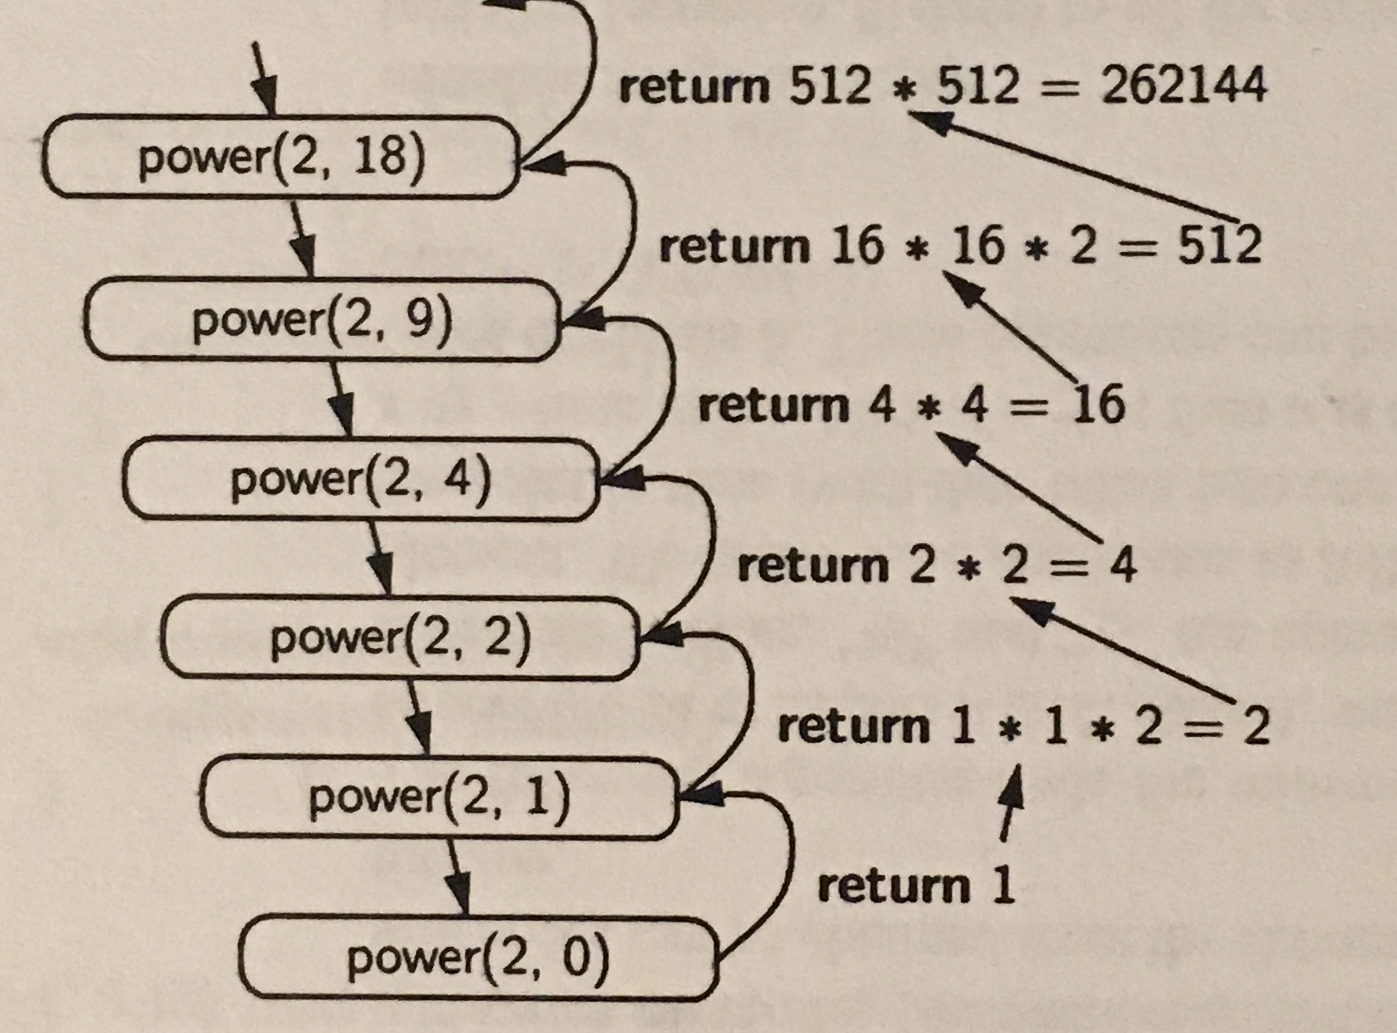 return 512 * 512 = 262144
power(2, 18)
return 16 * 16 * 2 = 512
power(2, 9)
return 4 * 4 = 16
power(2, 4)
return 2 * 2 = 4
power(2, 2)
return 1 * 1 * 2 = 2
power(2, 1)
return 1
power(2, 0)